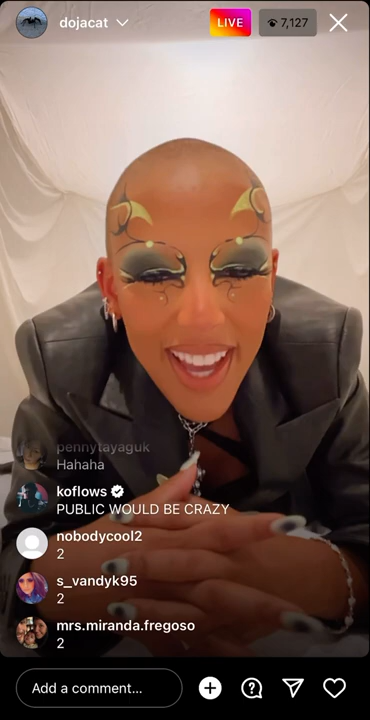 dojacat
LIVE
7,127
pennytayaguk
Hahaha
koflows
PUBLIC WOULD BE CRAZY
nobodycool2
2
s_vandyk95
2
mrs.miranda.fregoso
2
Add a comment...